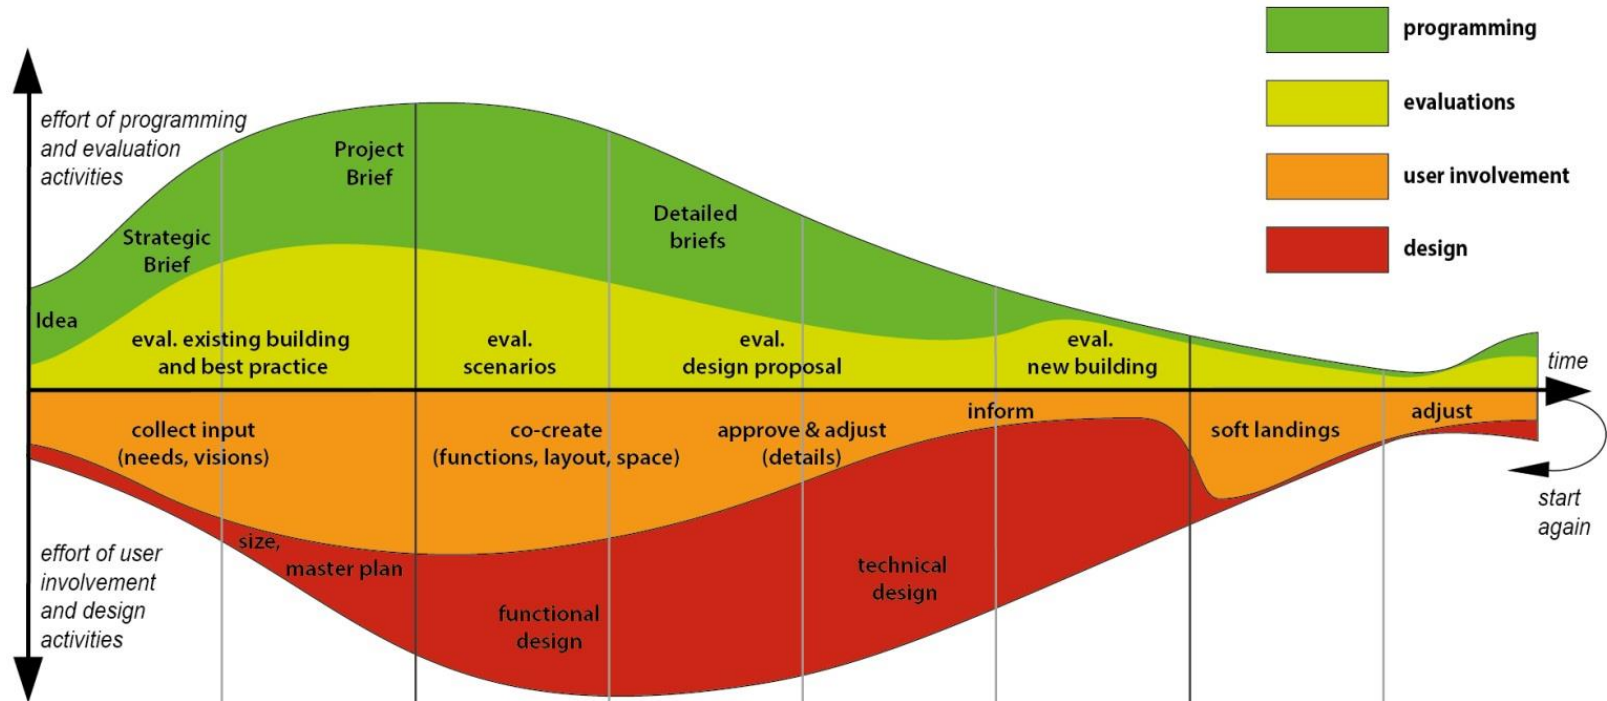 programming
evaluations
user involvement
design
effort of programming
and evaluation
activities
Project
Brief
Detailed
briefs
Strategic
Brief
Idea
eval. existing building
and best practice
eval.
scenarios
eval.
design proposal
eval.
new building
time
collect input
(needs, visions)
co-create
(functions, layout, space)
approve & adjust
(details)
inform
soft landings
adjust
start
again
size,
master plan
effort of user
involvement
and design
activities
functional
design
technical
design